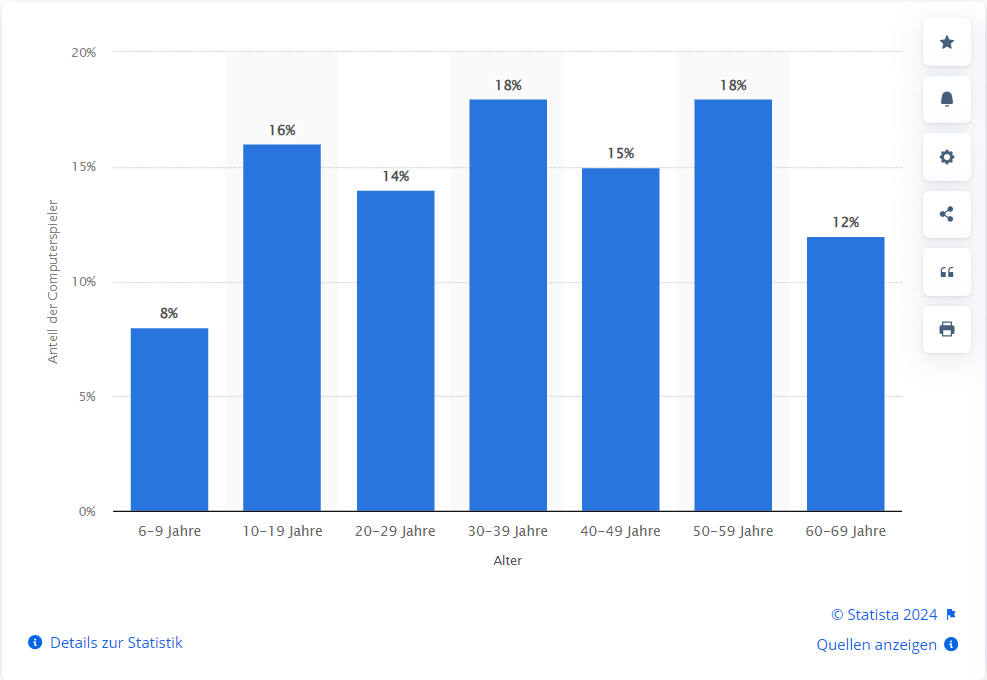 20%
15%
10%
5%
0%
Anteil der Computerspieler
8%
16%
14%
18%
15%
18%
12%
6–9 Jahre
10–19 Jahre
20–29 Jahre
30–39 Jahre
40–49 Jahre
50–59 Jahre
60–69 Jahre
Alter
© Statista 2024
Details zur Statistik
Quellen anzeigen